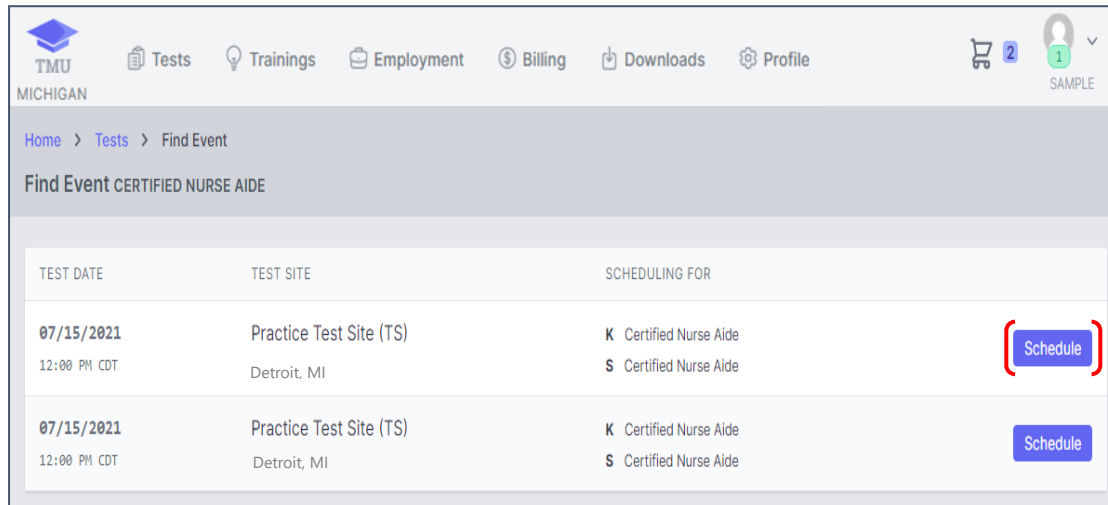 TMU
MICHIGAN
Tests
Trainings
Employment
Billing
Downloads
Profile
2
1
SAMPLE
Home > Tests > Find Event
Find Event CERTIFIED NURSE AIDE
TEST DATE TEST SITE SCHEDULING FOR
07/15/2021 Practice Test Site (TS) K Certified Nurse Aide
12:00 PM CDT Detroit, MI S Certified Nurse Aide
Schedule
07/15/2021 Practice Test Site (TS) K Certified Nurse Aide
12:00 PM CDT Detroit, MI S Certified Nurse Aide
Schedule